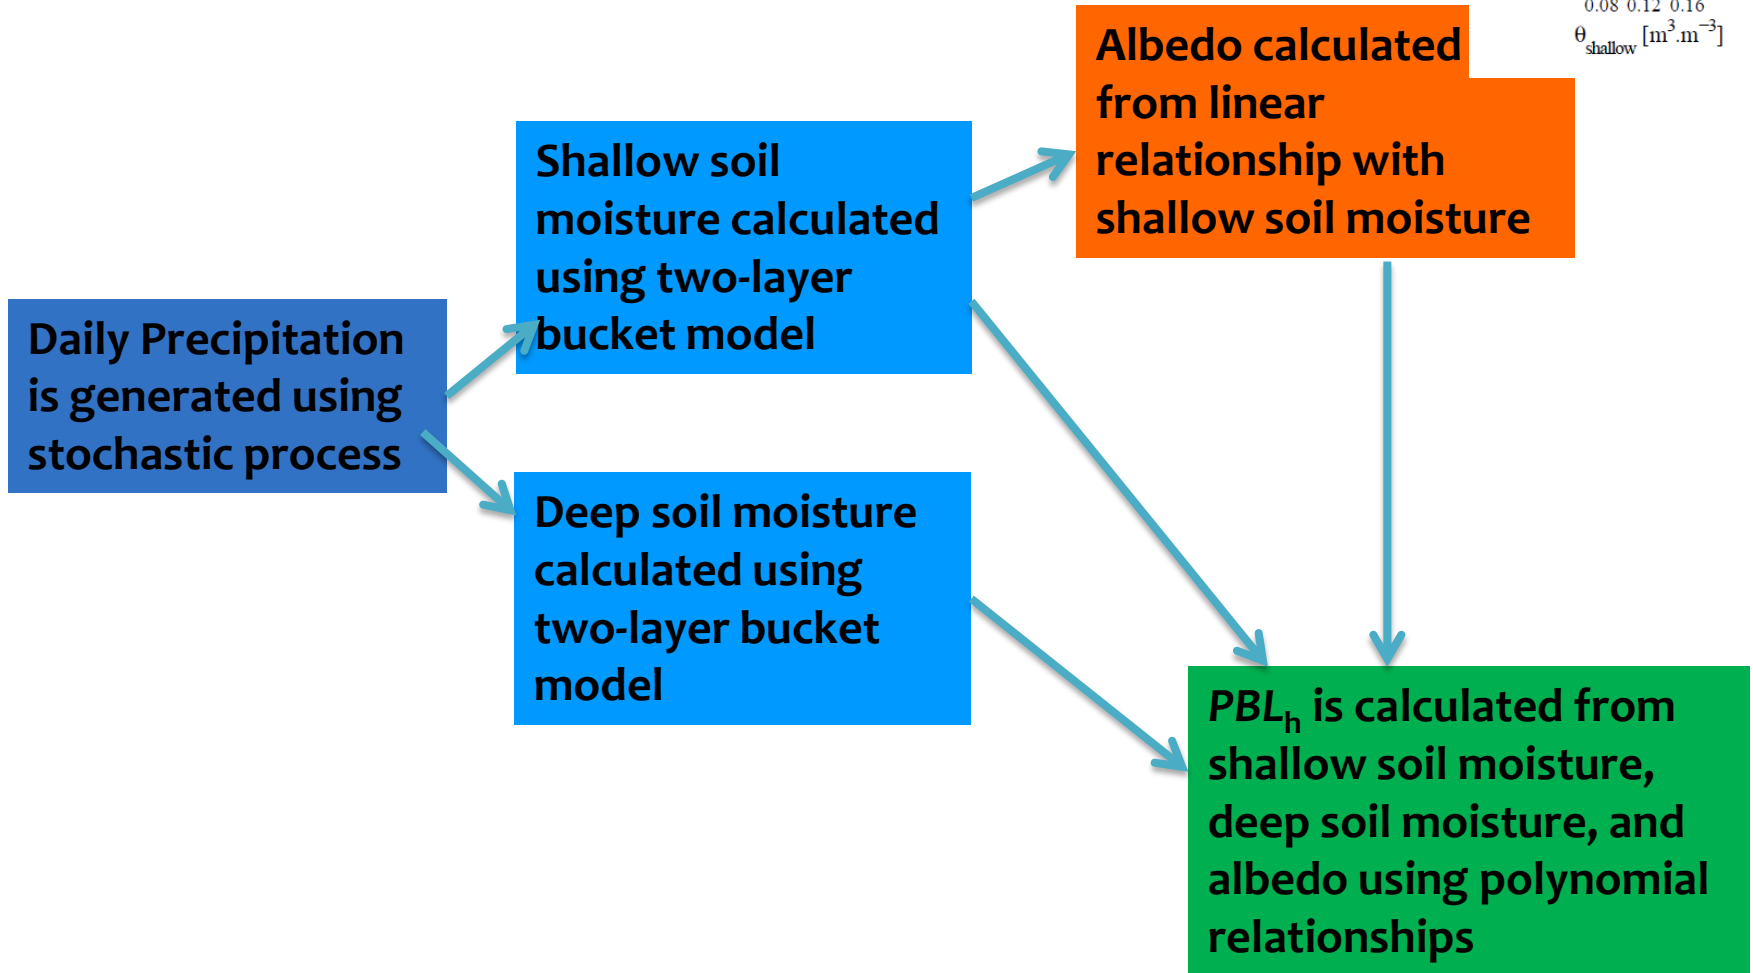 0.08 0.12 0.16
θshallow [m³.m⁻³]
Albedo calculated
from linear
relationship with
shallow soil moisture
Shallow soil
moisture calculated
using two-layer
bucket model
Daily Precipitation
is generated using
stochastic process
Deep soil moisture
calculated using
two-layer bucket
model
PBLh is calculated from
shallow soil moisture,
deep soil moisture, and
albedo using polynomial
relationships